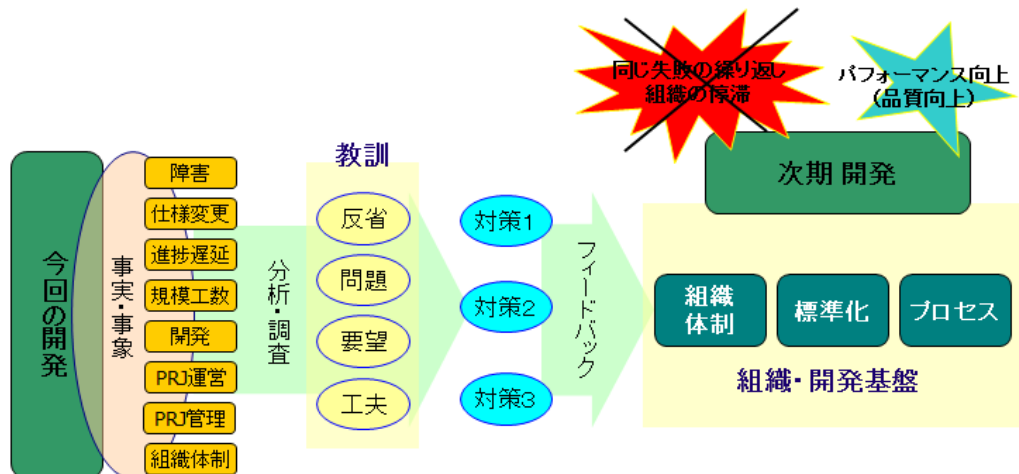 同じ失敗の繰り返し
組織の停滞
パフォーマンス向上
(品質向上)
次期 開発
今回の開発
事実・事象
障害
仕様変更
進捗遅延
規模工数
開発
PRJ運営
PRJ管理
組織体制
分析・調査
教訓
反省
問題
要望
工夫
対策1
対策2
対策3
フィードバック
組織
体制
標準化
プロセス
組織・開発基盤